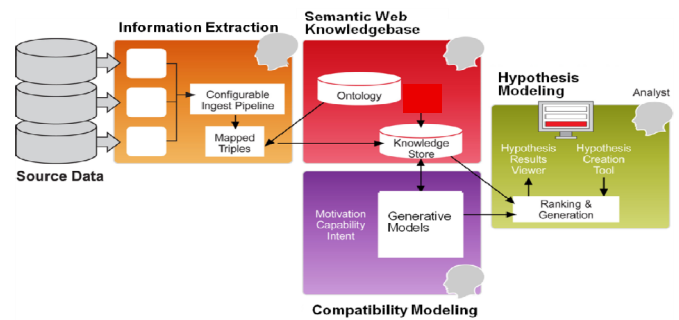 Information Extraction
Semantic Web
Knowledgebase
Hypothesis
Modeling
Analyst
Configurable
Ingest Pipeline
Mapped
Triples
Source Data
Ontology
Knowledge
Store
Hypothesis
Results
Viewer
Hypothesis
Creation
Tool
Ranking &
Generation
Motivation
Capability
Intent
Generative
Models
Compatibility Modeling